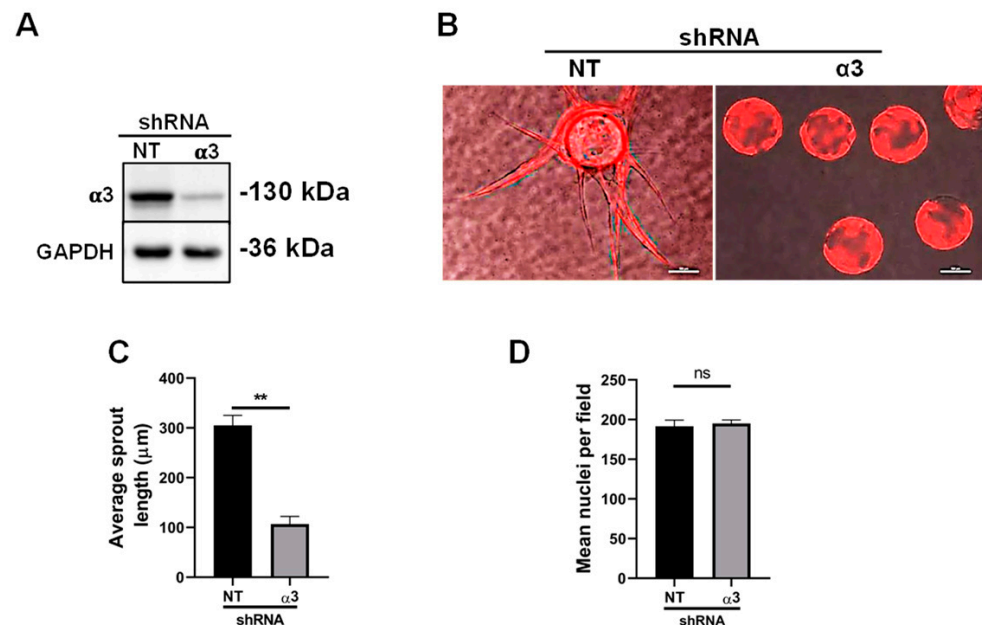 A
shRNA
NT α3
α3 -130 kDa
GAPDH -36 kDa
B
shRNA
NT α3
C
Average sprout
length (μm)
400
300
200
100
0
**
NT α3
shRNA
D
Mean nuclei per field
250
200
150
100
50
0
ns
NT α3
shRNA